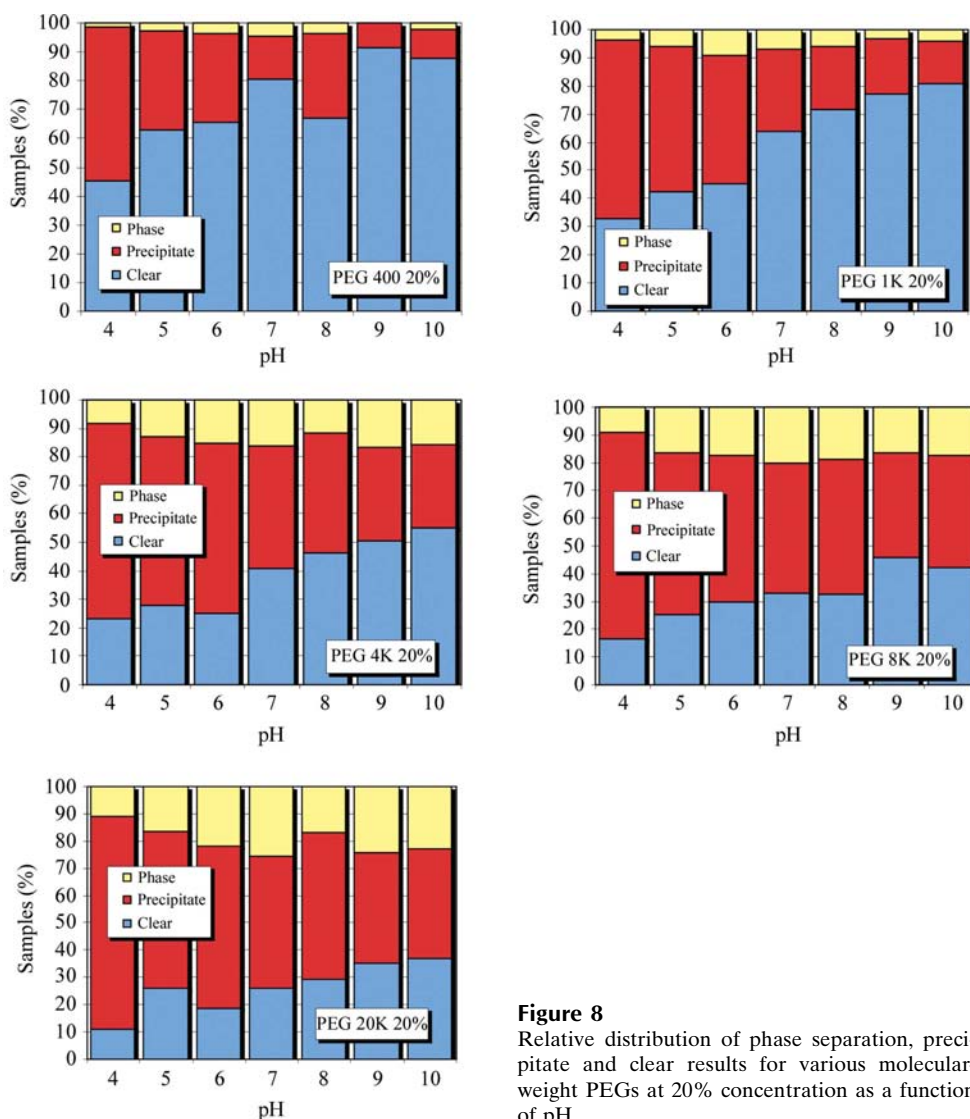 100
90
80
70
60
50
40
30
20
10
0
Samples (%)
Phase
Precipitate
Clear
PEG 400 20%
4 5 6 7 8 9 10
pH
100
90
80
70
60
50
40
30
20
10
0
Samples (%)
Phase
Precipitate
Clear
PEG 1K 20%
4 5 6 7 8 9 10
pH
100
90
80
70
60
50
40
30
20
10
0
Samples (%)
Phase
Precipitate
Clear
PEG 4K 20%
4 5 6 7 8 9 10
pH
100
90
80
70
60
50
40
30
20
10
0
Samples (%)
Phase
Precipitate
Clear
PEG 8K 20%
4 5 6 7 8 9 10
pH
100
90
80
70
60
50
40
30
20
10
0
Samples (%)
Phase
Precipitate
Clear
PEG 20K 20%
4 5 6 7 8 9 10
pH
Figure 8
Relative distribution of phase separation, preci-
pitate and clear results for various molecular-
weight PEGs at 20% concentration as a function
of pH